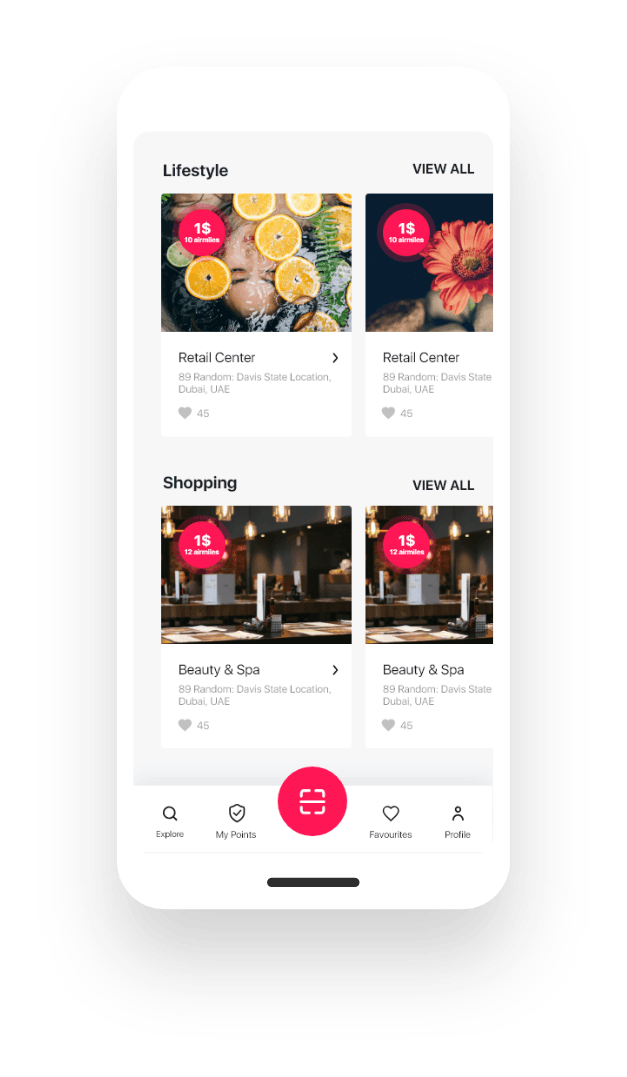 Lifestyle
VIEW ALL
1$
10 airmiles
1$
10 airmiles
Retail Center
89 Random: Davis State Location,
Dubai, UAE
45
Retail Center
89 Random: Davis State
Dubai, UAE
45
Shopping
VIEW ALL
1$
12 airmiles
1$
12 airmiles
Beauty & Spa
89 Random: Davis State Location,
Dubai, UAE
45
Beauty & Spa
89 Random: Davis State
Dubai, UAE
45
Explore
My Points
Favourites
Profile